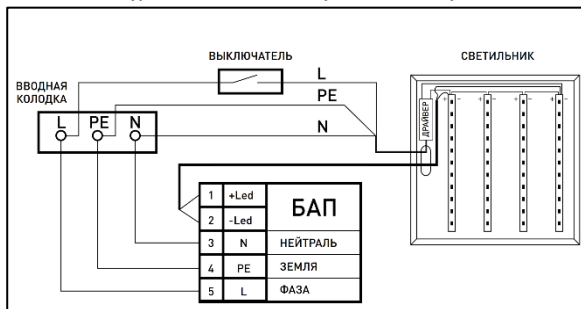 ВЫКЛЮЧАТЕЛЬ
СВЕТИЛЬНИК
ВВОДНАЯ
КОЛОДКА
L PE N
L
PE
N
ДРАЙВЕР
+ - + - + - + -
БАП
1 +Led
2 -Led
3 N НЕЙТРАЛЬ
4 PE ЗЕМЛЯ
5 L ФАЗА